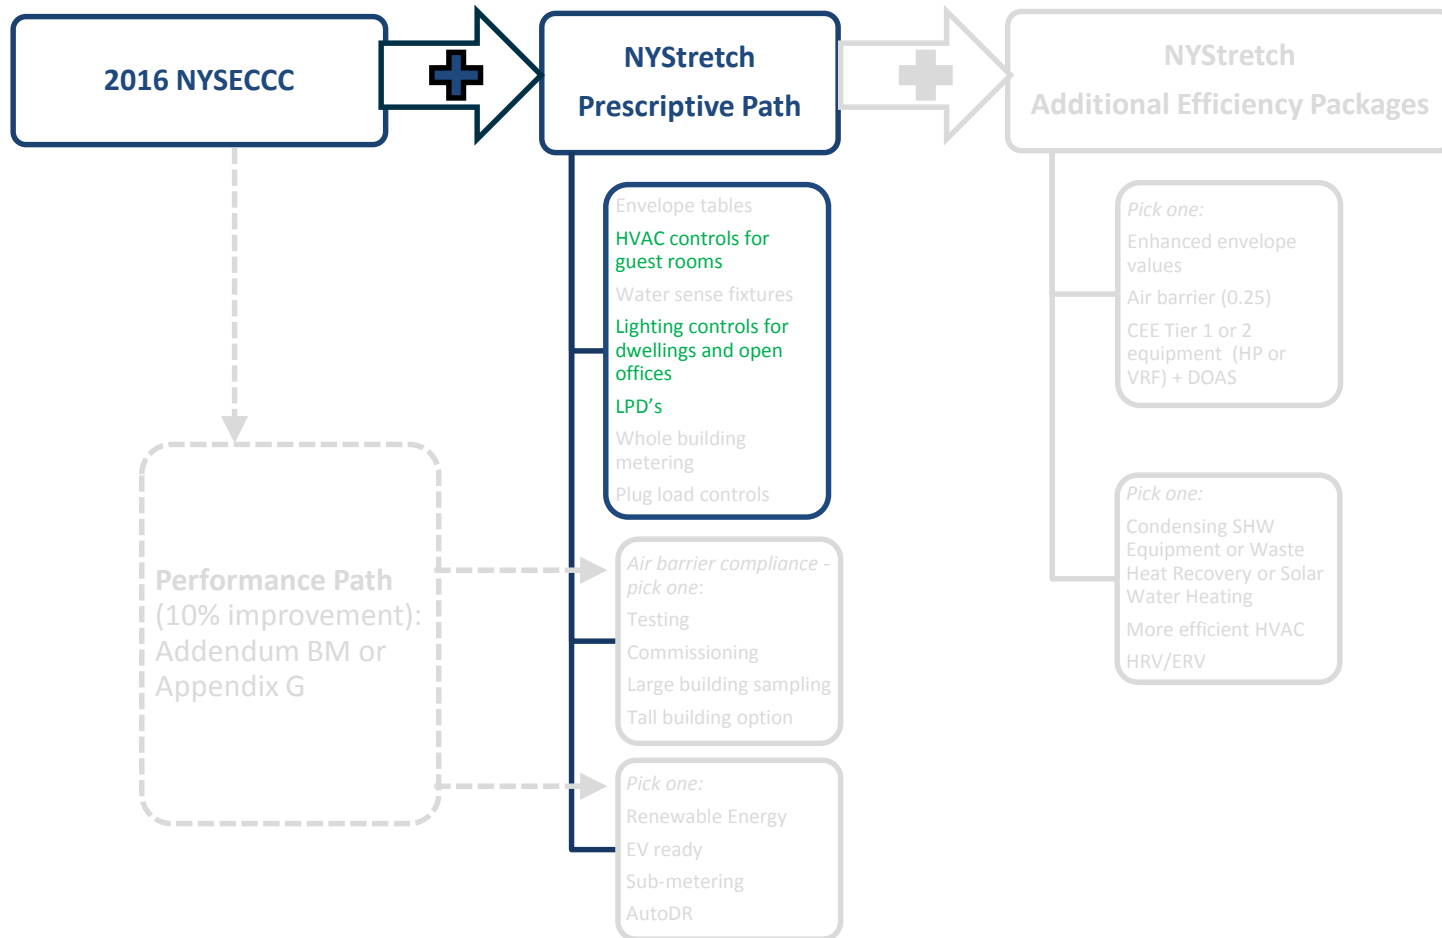 2016 NYSECCC
NYStretch
Prescriptive Path
NYStretch
Additional Efficiency Packages
Envelope tables
HVAC controls for
guest rooms
Water sense fixtures
Lighting controls for
dwellings and open
offices
LPD’s
Whole building
metering
Plug load controls
Pick one:
Enhanced envelope
values
Air barrier (0.25)
CEE Tier 1 or 2
equipment (HP or
VRF) + DOAS
Performance Path
(10% improvement):
Addendum BM or
Appendix G
Air barrier compliance -
pick one:
Testing
Commissioning
Large building sampling
Tall building option
Pick one:
Condensing SHW
Equipment or Waste
Heat Recovery or Solar
Water Heating
More efficient HVAC
HRV/ERV
Pick one:
Renewable Energy
EV ready
Sub-metering
AutoDR